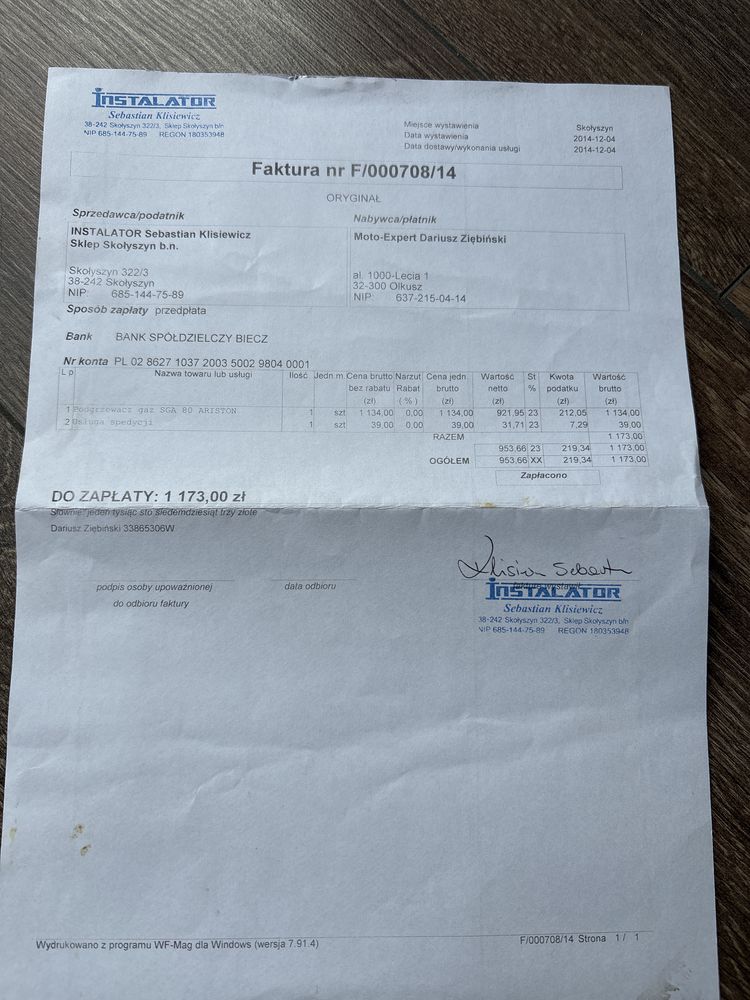 INSTALATOR
Sebastian Klisiewicz
38-242 Skołyszyn 322/3, Sklep Skołyszyn b/n
NIP 685-144-75-89 REGON 180353948
Miejsce wystawienia Skołyszyn
Data wystawienia 2014-12-04
Data dostawy/wykonania usługi 2014-12-04
Faktura nr F/000708/14
ORYGINAŁ
Sprzedawca/podatnik
INSTALATOR Sebastian Klisiewicz
Sklep Skołyszyn b.n.
Skołyszyn 322/3
38-242 Skołyszyn
NIP: 685-144-75-89
Nabywca/płatnik
Moto-Expert Dariusz Ziębiński
al. 1000-Lecia 1
32-300 Olkusz
NIP: 637-215-04-14
Sposób zapłaty przedpłata
Bank BANK SPÓŁDZIELCZY BIECZ
Nr konta PL 02 8627 1037 2003 5002 9804 0001
L p Nazwa towaru lub usługi Ilość Jedn m. Cena brutto Narzut Cena jedn. Wartość St Kwota Wartość
bez rabatu Rabat brutto netto % podatku brutto
(zł) (%) (zł) (zł) (zł) (zł)
1 Podgrzewacz gaz SGA 80 ARISTON 1 szt 1 134,00 0.00 1 134,00 921,95 23 212,05 1 134,00
2 Usługa spedycji 1 szt 39,00 0.00 39,00 31,71 23 7,29 39,00
RAZEM 1 173,00
953,66 23 219,34 1 173,00
OGÓŁEM 953,66 XX 219,34 1 173,00
Zapłacono
DO ZAPŁATY: 1 173,00 zł
Słownie: jeden tysiąc sto siedemdziesiąt trzy złote
Dariusz Ziębiński 33865306W
podpis osoby upoważnionej data odbioru
do odbioru faktury
fakturę wystawił
INSTALATOR
Sebastian Klisiewicz
38-242 Skołyszyn 322/3, Sklep Skołyszyn b/n
NIP 685-144-75-89 REGON 180353948
Wydrukowano z programu WF-Mag dla Windows (wersja 7.91.4)
F/000708/14 Strona 1 / 1